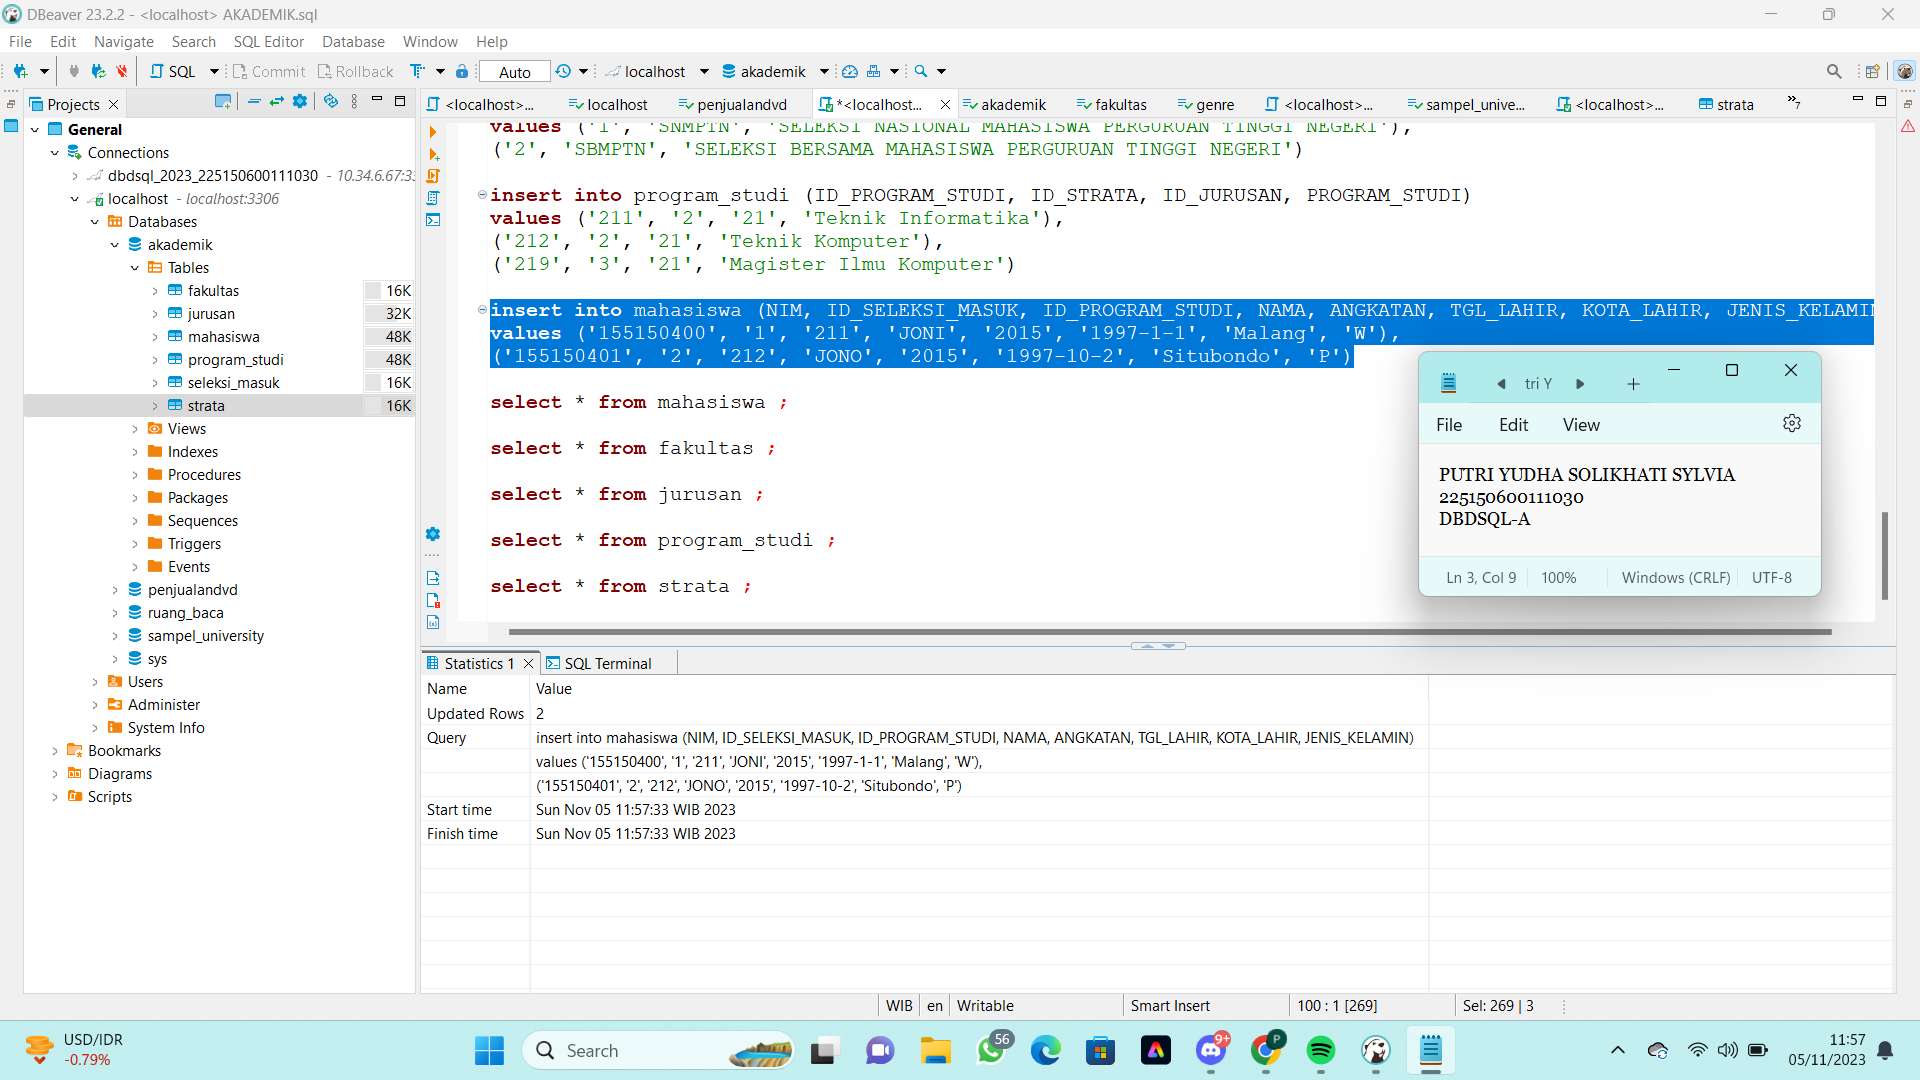 DBeaver 23.2.2 - <localhost> AKADEMIK.sql
File Edit Navigate Search SQL Editor Database Window Help
SQL Commit Rollback Auto localhost akademik
Projects
General
Connections
dbdsql_2023_225150600111030 - 10.34.6.67:33
localhost - localhost:3306
Databases
akademik
Tables
fakultas 16K
jurusan 32K
mahasiswa 48K
program_studi 48K
seleksi_masuk 16K
strata 16K
Views
Indexes
Procedures
Packages
Sequences
Triggers
Events
penjualandvd
ruang_baca
sampel_university
sys
Users
Administer
System Info
Bookmarks
Diagrams
Scripts
<localhost>... localhost penjualandvd *<localhost... akademik fakultas genre <localhost>... sampel_unive... <localhost>... strata »7
values ('1', 'SNMPTN', 'SELEKSI NASIONAL MAHASISWA PERGURUAN TINGGI NEGERI'),
('2', 'SBMPTN', 'SELEKSI BERSAMA MAHASISWA PERGURUAN TINGGI NEGERI')
insert into program_studi (ID_PROGRAM_STUDI, ID_STRATA, ID_JURUSAN, PROGRAM_STUDI)
values ('211', '2', '21', 'Teknik Informatika'),
('212', '2', '21', 'Teknik Komputer'),
('219', '3', '21', 'Magister Ilmu Komputer')
insert into mahasiswa (NIM, ID_SELEKSI_MASUK, ID_PROGRAM_STUDI, NAMA, ANGKATAN, TGL_LAHIR, KOTA_LAHIR, JENIS_KELAMIN
values ('155150400', '1', '211', 'JONI', '2015', '1997-1-1', 'Malang', 'W'),
('155150401', '2', '212', 'JONO', '2015', '1997-10-2', 'Situbondo', 'P')
select * from mahasiswa ;
select * from fakultas ;
select * from jurusan ;
select * from program_studi ;
select * from strata ;
tri Y
File Edit View
PUTRI YUDHA SOLIKHATI SYLVIA
225150600111030
DBDSQL-A
Ln 3, Col 9 100% Windows (CRLF) UTF-8
Statistics 1 SQL Terminal
Name Value
Updated Rows 2
Query insert into mahasiswa (NIM, ID_SELEKSI_MASUK, ID_PROGRAM_STUDI, NAMA, ANGKATAN, TGL_LAHIR, KOTA_LAHIR, JENIS_KELAMIN)
values ('155150400', '1', '211', 'JONI', '2015', '1997-1-1', 'Malang', 'W'),
('155150401', '2', '212', 'JONO', '2015', '1997-10-2', 'Situbondo', 'P')
Start time Sun Nov 05 11:57:33 WIB 2023
Finish time Sun Nov 05 11:57:33 WIB 2023
WIB en Writable Smart Insert 100 : 1 [269] Sel: 269 | 3
USD/IDR
-0.79%
Search
56
9+
P
11:57
05/11/2023